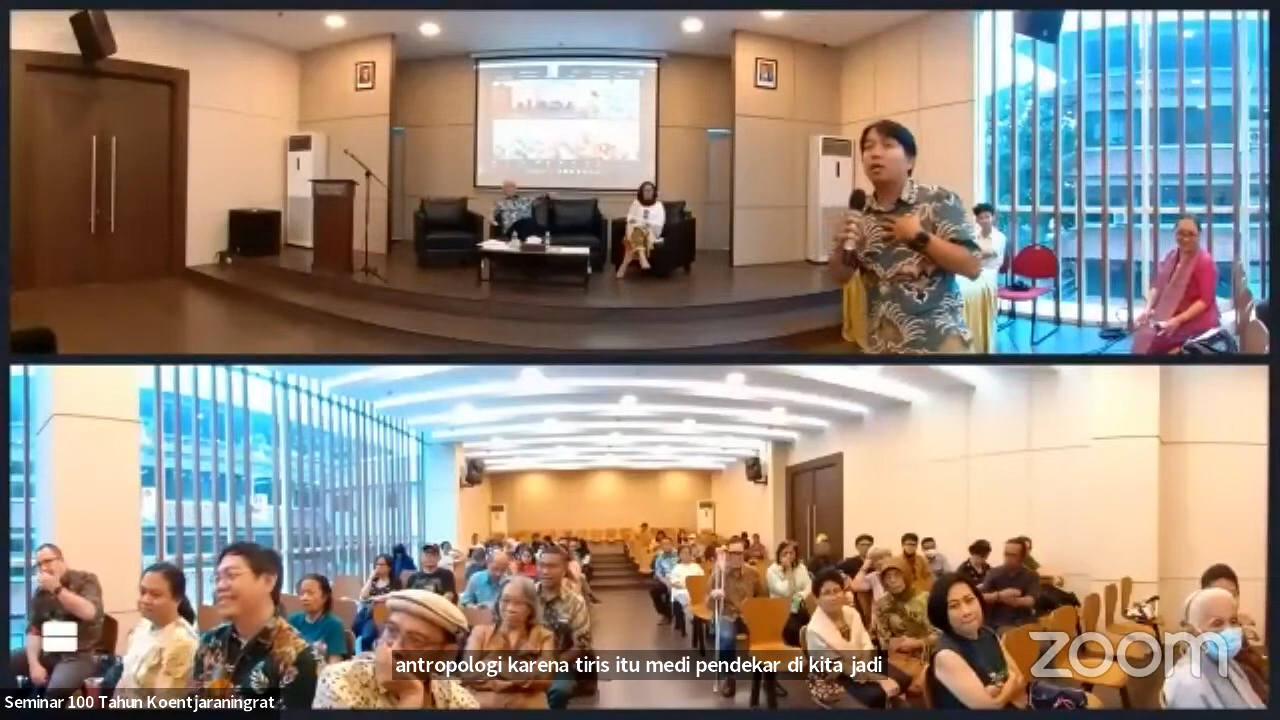 antropologi karena tiris itu medi pendekar di kita jadi
zoom
Seminar 100 Tahun Koentjaraningrat